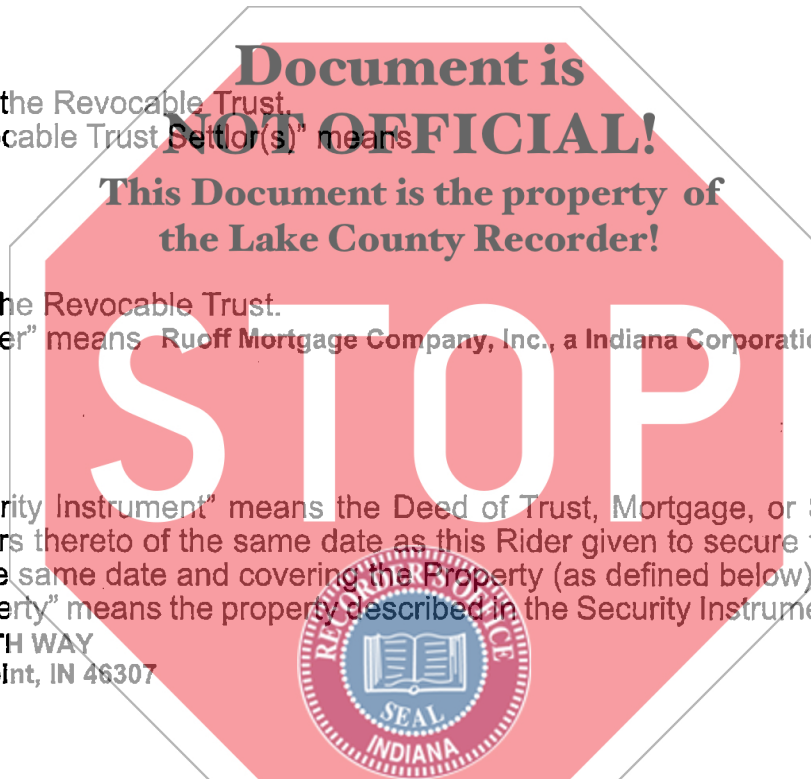 Document is
the Revocable Trust.
cable Trust Settlor(s)” means
NOT OFFICIAL!
This Document is the property of
the Lake County Recorder!
he Revocable Trust.
er” means Ruoff Mortgage Company, Inc., a Indiana Corporatio
STOP
rity Instrument” means the Deed of Trust, Mortgage, or S
rs thereto of the same date as this Rider given to secure
e same date and covering the Property (as defined below)
erty” means the property described in the Security Instrume
TH WAY
int, IN 46307
RECORDER'S OFFICE
SEAL
INDIANA